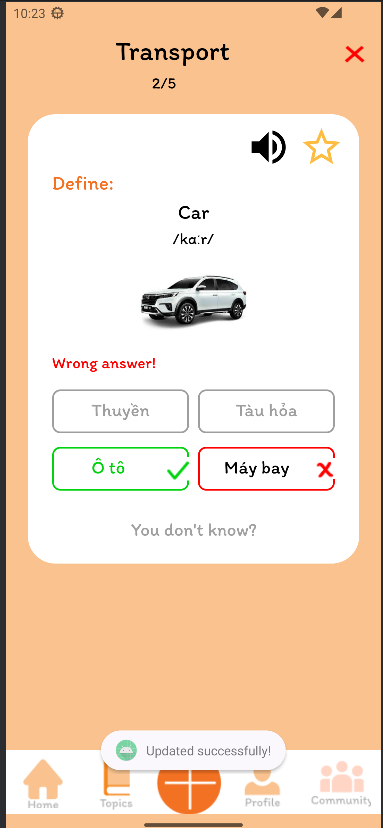 10:23
Transport
2/5
Define:
Car
/kɑːr/
Wrong answer!
Thuyền Tàu hỏa
Ô tô Máy bay
You don't know?
Updated successfully!
Home Topics Profile Community